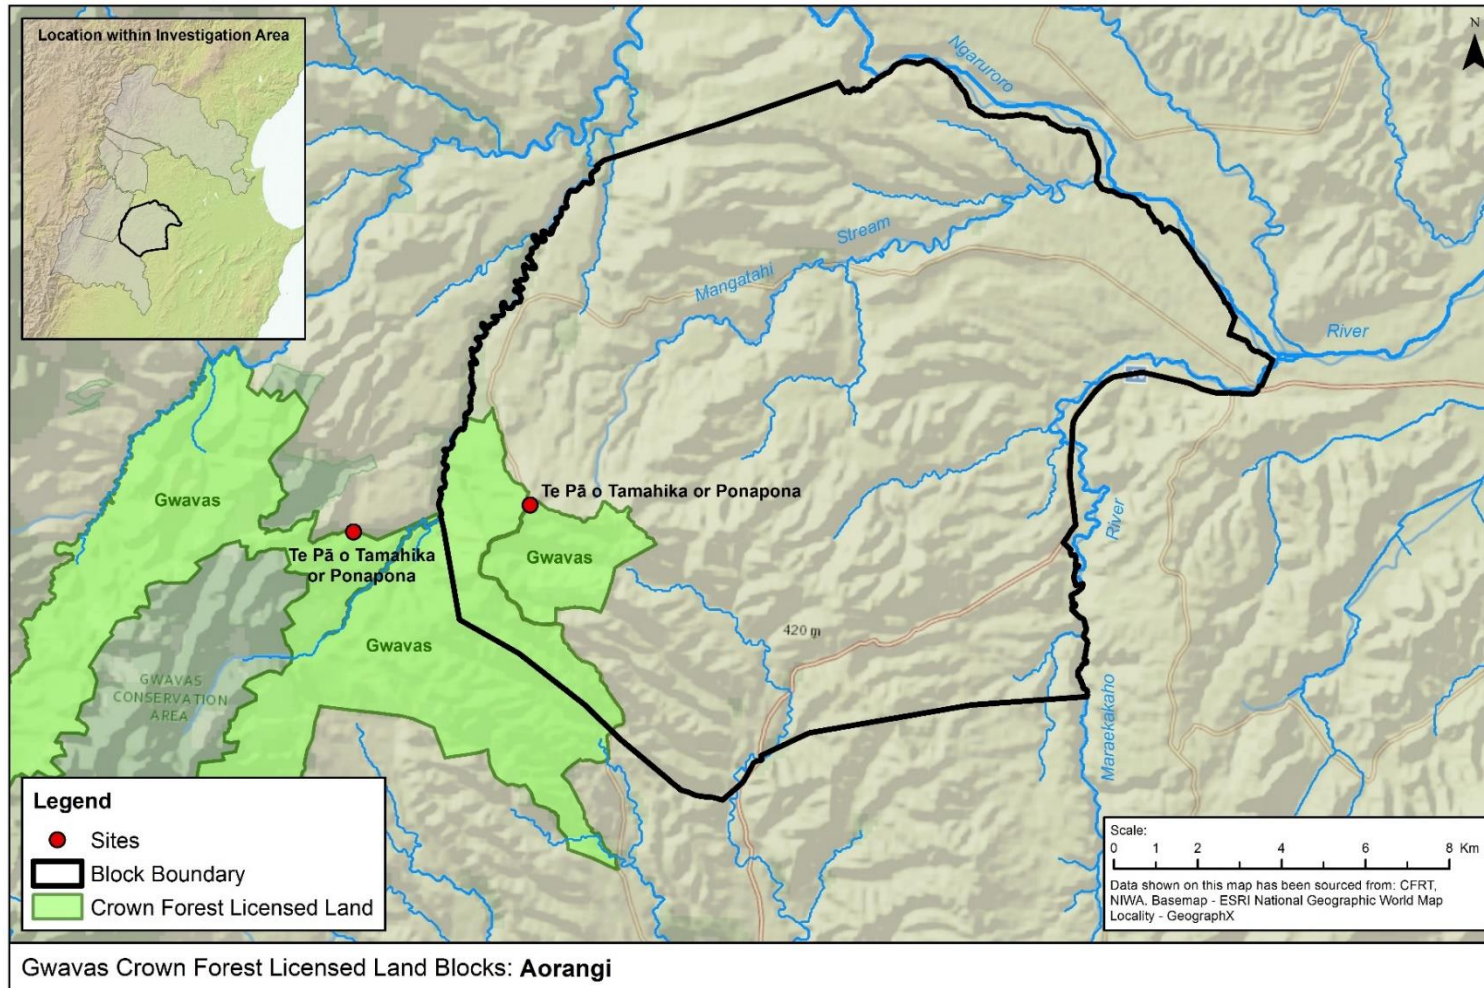 Location within Investigation Area
N
Ngaruroro
Stream
Mangatahi
River
Gwavas
Te Pā o Tamahika or Ponapona
Te Pā o Tamahika
or Ponapona
Gwavas
River
Gwavas
420 m
GWAVAS
CONSERVATION
AREA
Maraekakaho
Legend
Sites
Block Boundary
Crown Forest Licensed Land
Scale:
0 1 2 4 6 8 Km
Data shown on this map has been sourced from: CFRT,
NIWA. Basemap - ESRI National Geographic World Map
Locality - GeographX
Gwavas Crown Forest Licensed Land Blocks: Aorangi